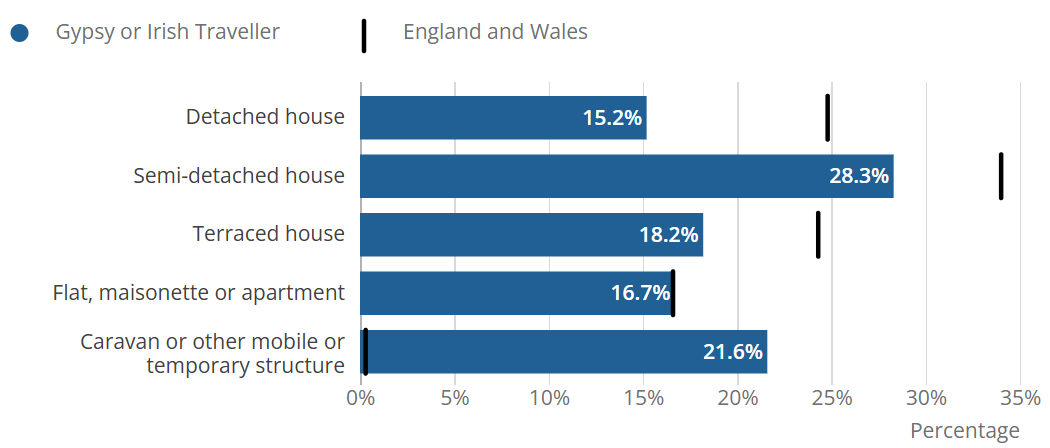 Gypsy or Irish Traveller England and Wales
Detached house 15.2%
Semi-detached house 28.3%
Terraced house 18.2%
Flat, maisonette or apartment 16.7%
Caravan or other mobile or
temporary structure 21.6%
0% 5% 10% 15% 20% 25% 30% 35%
Percentage